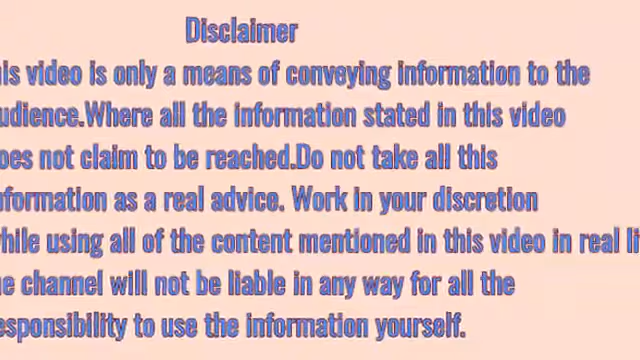 Disclaimer
is video is only a means of conveying information to the
udience.Where all the information stated in this video
oes not claim to be reached.Do not take all this
nformation as a real advice. Work in your discretion
while using all of the content mentioned in this video in real li
e channel will not be liable in any way for all the
esponsibility to use the information yourself.